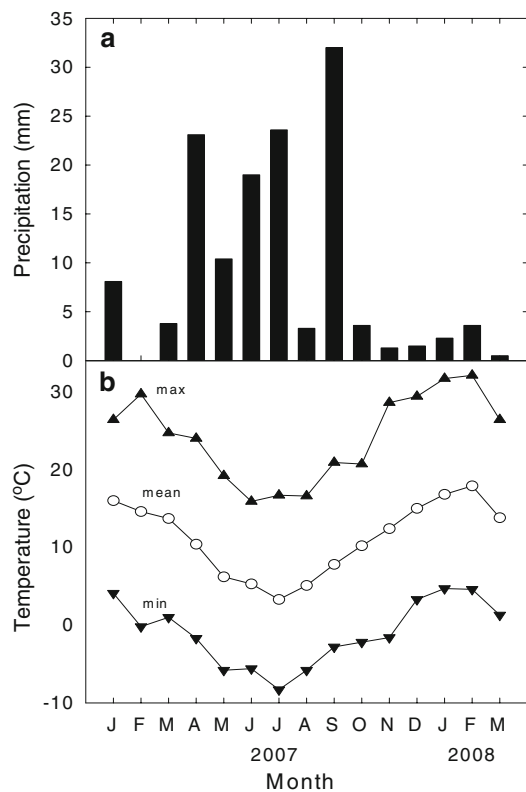 35
a
30
25
20
15
10
5
0
Precipitation (mm)
b
30
20
10
0
-10
Temperature (ºC)
max
mean
min
J F M A M J J A S O N D J F M
2007 2008
Month